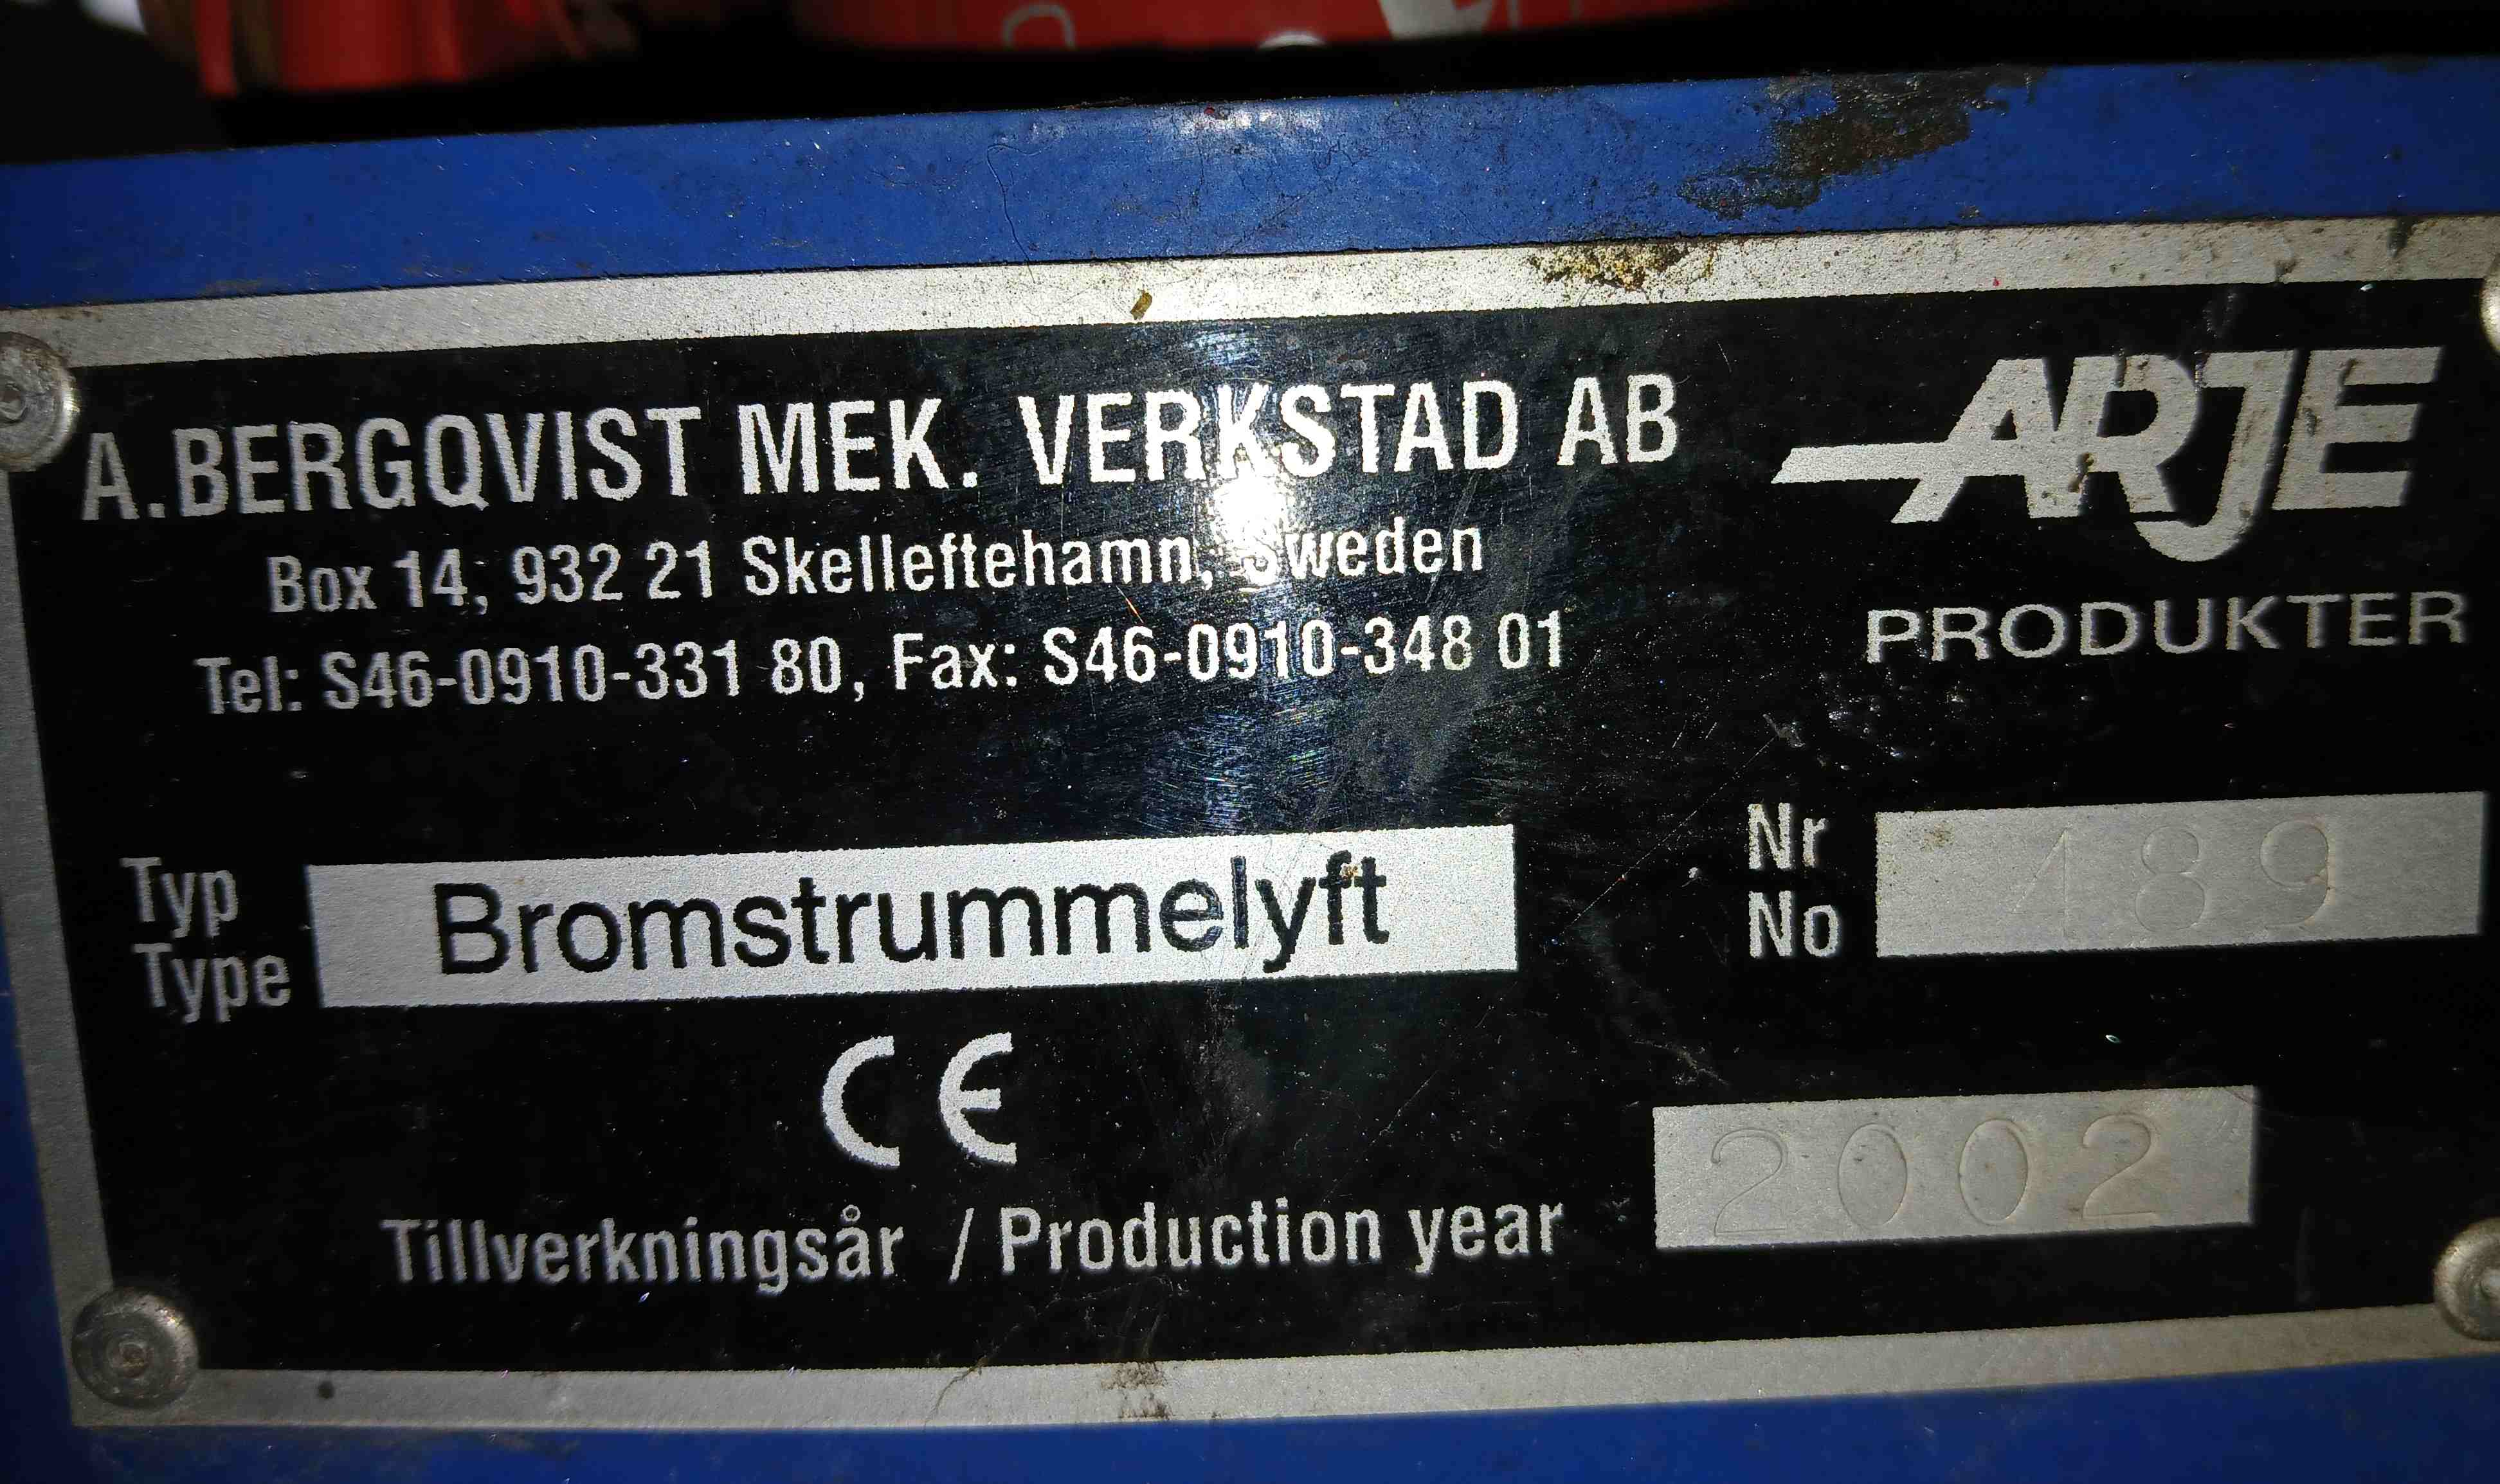 A.BERGQVIST MEK. VERKSTAD AB
Box 14, 932 21 Skelleftehamn, Sweden
Tel: S46-0910-331 80, Fax: S46-0910-348 01
ARJE
PRODUKTER
Typ
Type
Bromstrummelyft
Nr
No
489
CE
Tillverkningsår / Production year
2002